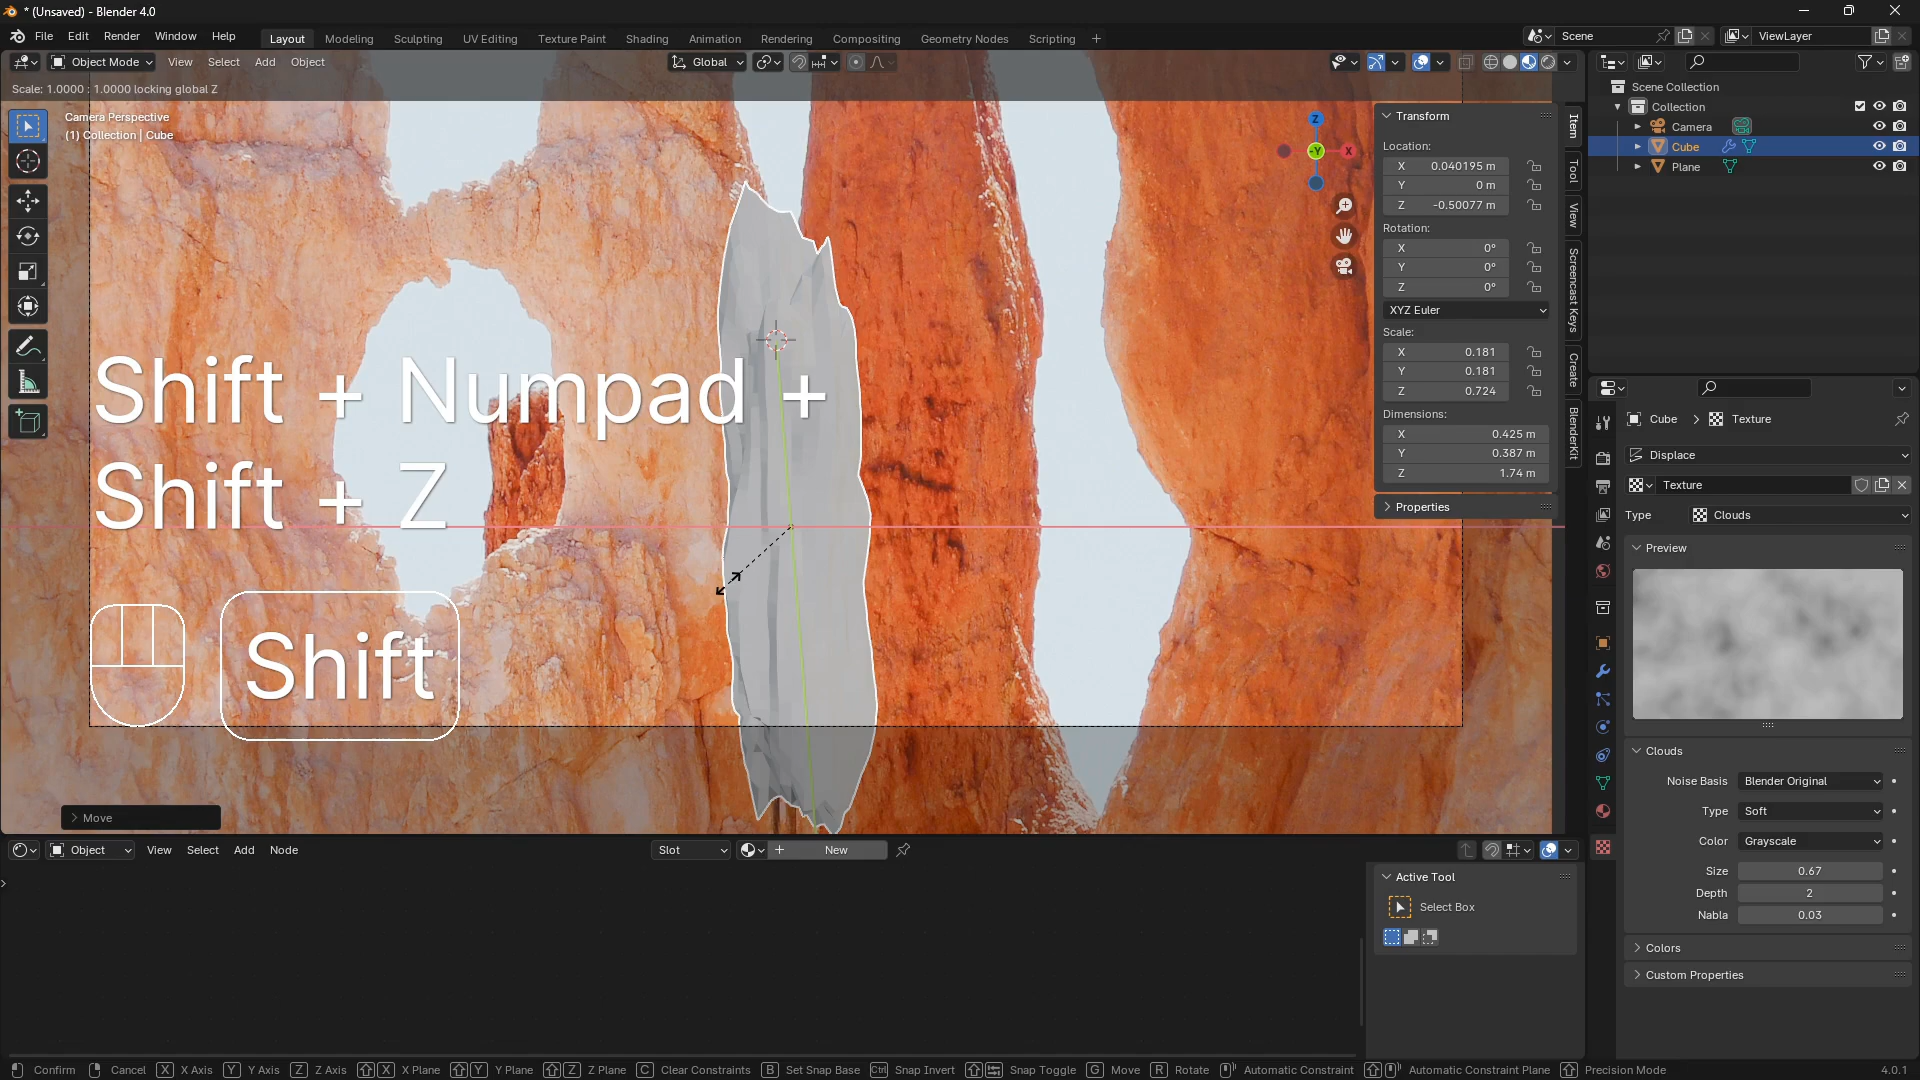 * (Unsaved) - Blender 4.0
File Edit Render Window Help Layout Modeling Sculpting UV Editing Texture Paint Shading Animation Rendering Compositing Geometry Nodes Scripting + Scene ViewLayer
Object Mode View Select Add Object Global
Scale: 1.0000 : 1.0000 locking global Z
Camera Perspective
(1) Collection | Cube
Shift + Numpad +
Shift + Z
Shift
Move
Z
-Y
X
Transform
Location:
X 0.040195 m
Y 0 m
Z -0.50077 m
Rotation:
X 0°
Y 0°
Z 0°
XYZ Euler
Scale:
X 0.181
Y 0.181
Z 0.724
Dimensions:
X 0.425 m
Y 0.387 m
Z 1.74 m
Properties
Item
Tool
View
Screencast Keys
Create
BlenderKit
Scene Collection
Collection
Camera
Cube
Plane
Cube > Texture
Displace
Texture
Type Clouds
Preview
Clouds
Noise Basis Blender Original
Type Soft
Color Grayscale
Size 0.67
Depth 2
Nabla 0.03
Colors
Custom Properties
Object View Select Add Node Slot + New
Active Tool
Select Box
Confirm Cancel X X Axis Y Y Axis Z Z Axis X X Plane Y Y Plane Z Z Plane C Clear Constraints B Set Snap Base Ctrl Snap Invert Snap Toggle G Move R Rotate Automatic Constraint Automatic Constraint Plane Precision Mode 4.0.1